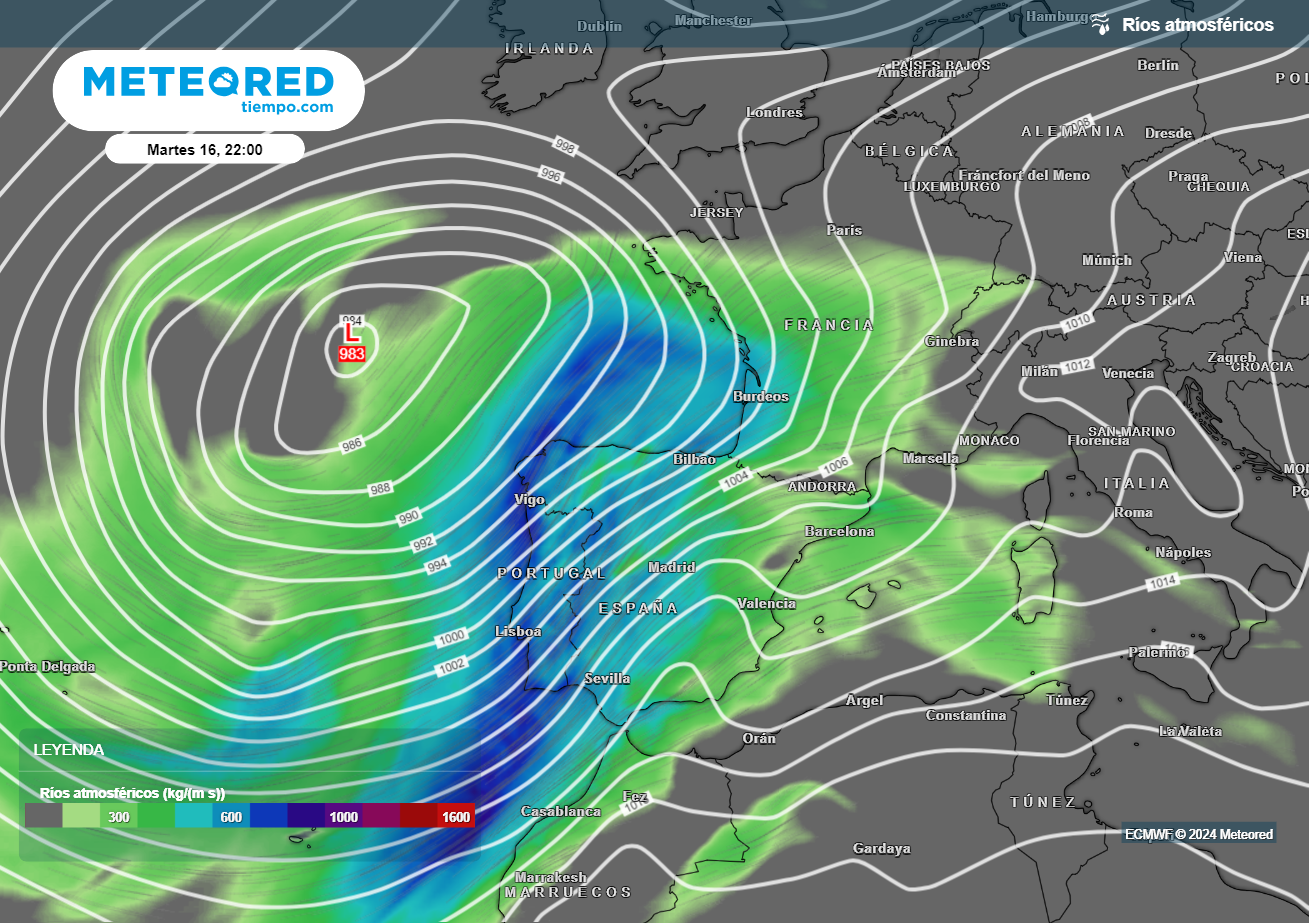 Dublín
Manchester
Hamburgo
Ríos atmosféricos
IRLANDA
PAISES BAJOS
Ámsterdam
Berlín
METEORED
tiempo.com
Londres
998
ALEMANIA
Dresde
Martes 16, 22:00
BÉLGICA
996
Fráncfort del Meno
LUXEMBURGO
Praga
CHEQUIA
JERSEY
París
Múnich
Viena
AUSTRIA
984
L
983
FRANCIA
1010
Ginebra
Milán
1012
Venecia
Zagreb
CROACIA
Burdeos
SAN MARINO
Florencia
MONACO
986
Bilbao
Marsella
1006
1004
ANDORRA
988
ITALIA
Vigo
990
Roma
Barcelona
992
Nápoles
994
PORTUGAL
Madrid
1014
ESPAÑA
Valencia
Lisboa
1000
1002
Ponta Delgada
Palermo
Sevilla
Argel
Túnez
Constantina
La Valeta
Orán
LEYENDA
Ríos atmosféricos (kg/(m s))
300 600 1000 1600
Fez
Casablanca
TÚNEZ
ECMWF © 2024 Meteored
Gardaya
Marrakesh
MARRUECOS